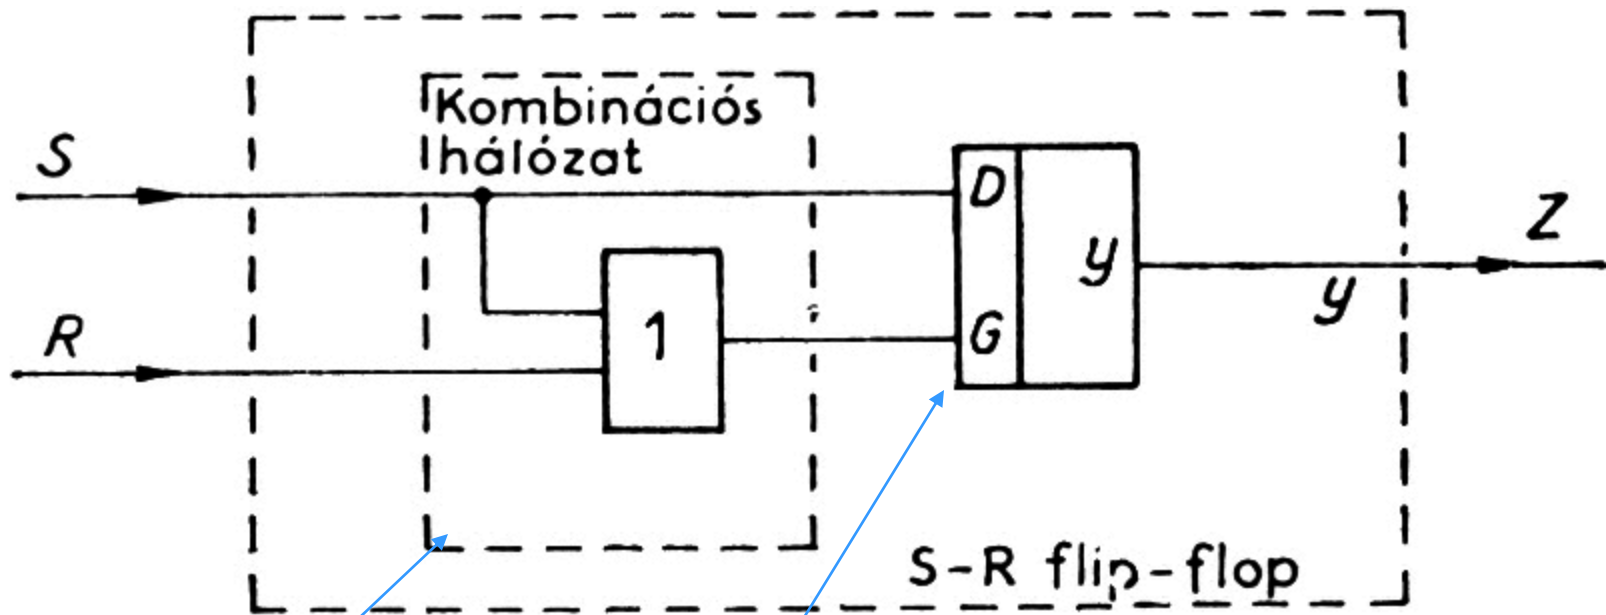 Kombinációs
hálózat
S
D
Z
y
y
R
1
G
S-R flip-flop